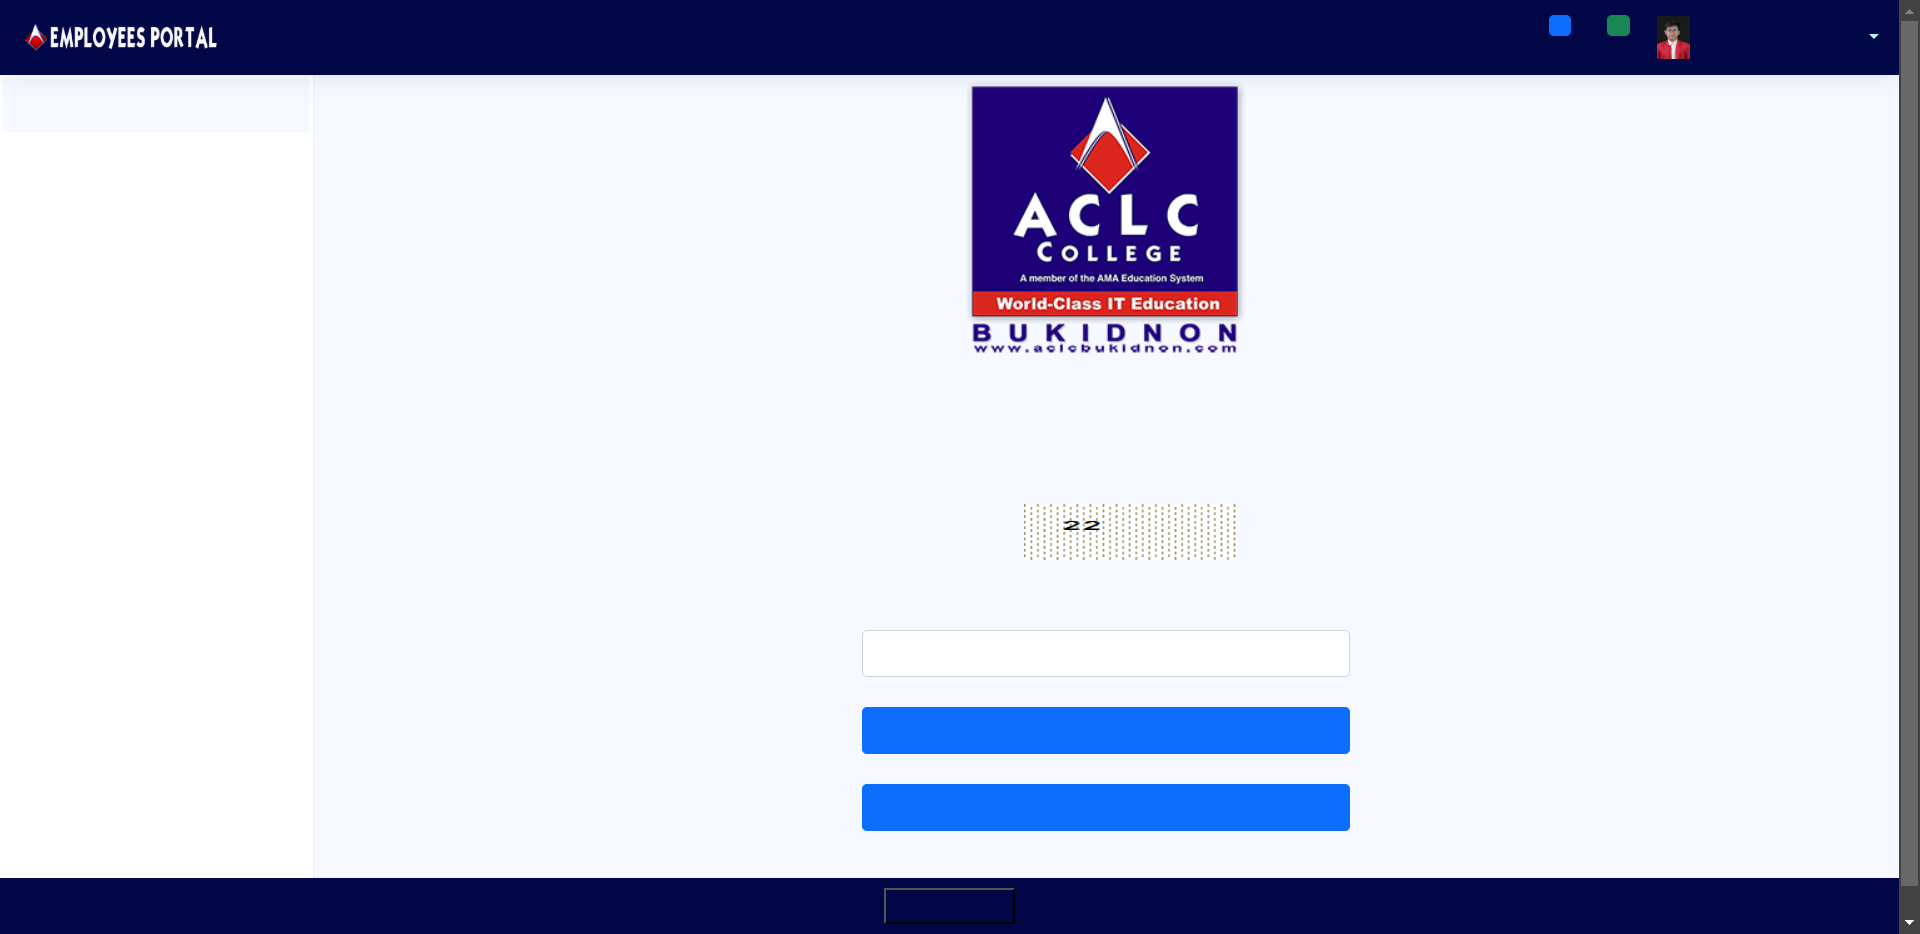 EMPLOYEES PORTAL
ACLC
COLLEGE
A member of the AMA Education System
World-Class IT Education
BUKIDNON
www.aclcbukidnon.com
22